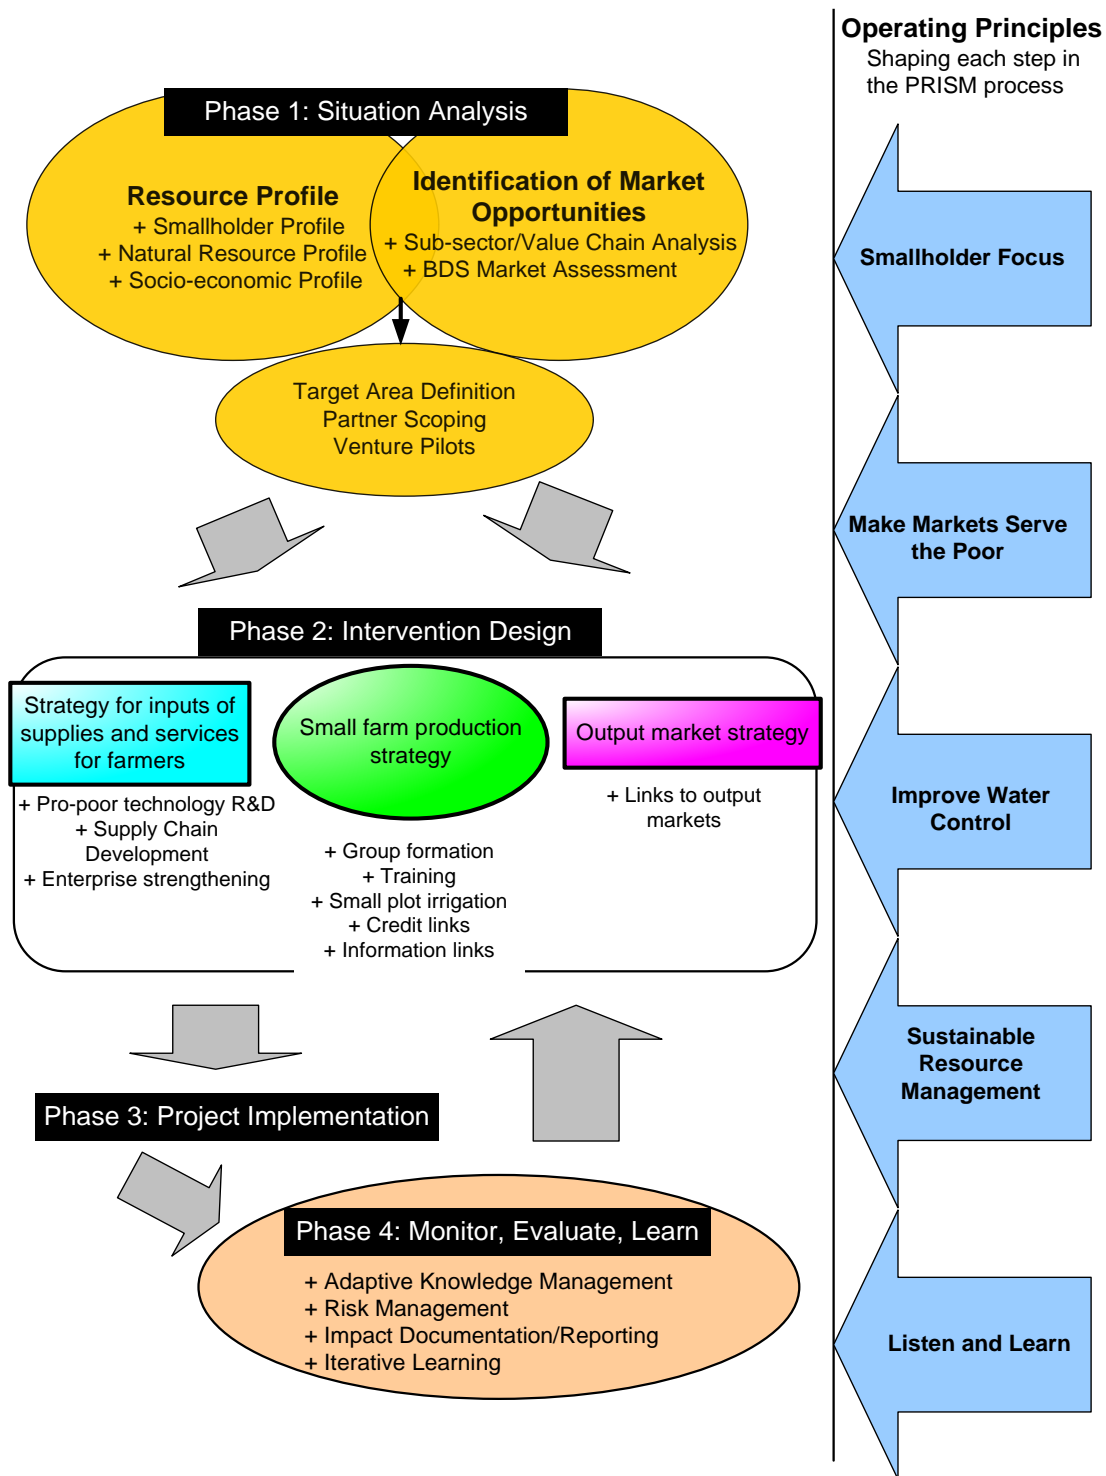 Operating Principles
Shaping each step in
the PRISM process
Phase 1: Situation Analysis
Resource Profile
+ Smallholder Profile
+ Natural Resource Profile
+ Socio-economic Profile
Identification of Market
Opportunities
+ Sub-sector/Value Chain Analysis
+ BDS Market Assessment
Target Area Definition
Partner Scoping
Venture Pilots
Phase 2: Intervention Design
Strategy for inputs of
supplies and services
for farmers
+ Pro-poor technology R&D
+ Supply Chain
Development
+ Enterprise strengthening
Small farm production
strategy
+ Group formation
+ Training
+ Small plot irrigation
+ Credit links
+ Information links
Output market strategy
+ Links to output
markets
Phase 3: Project Implementation
Phase 4: Monitor, Evaluate, Learn
+ Adaptive Knowledge Management
+ Risk Management
+ Impact Documentation/Reporting
+ Iterative Learning
Smallholder Focus
Make Markets Serve
the Poor
Improve Water
Control
Sustainable
Resource
Management
Listen and Learn